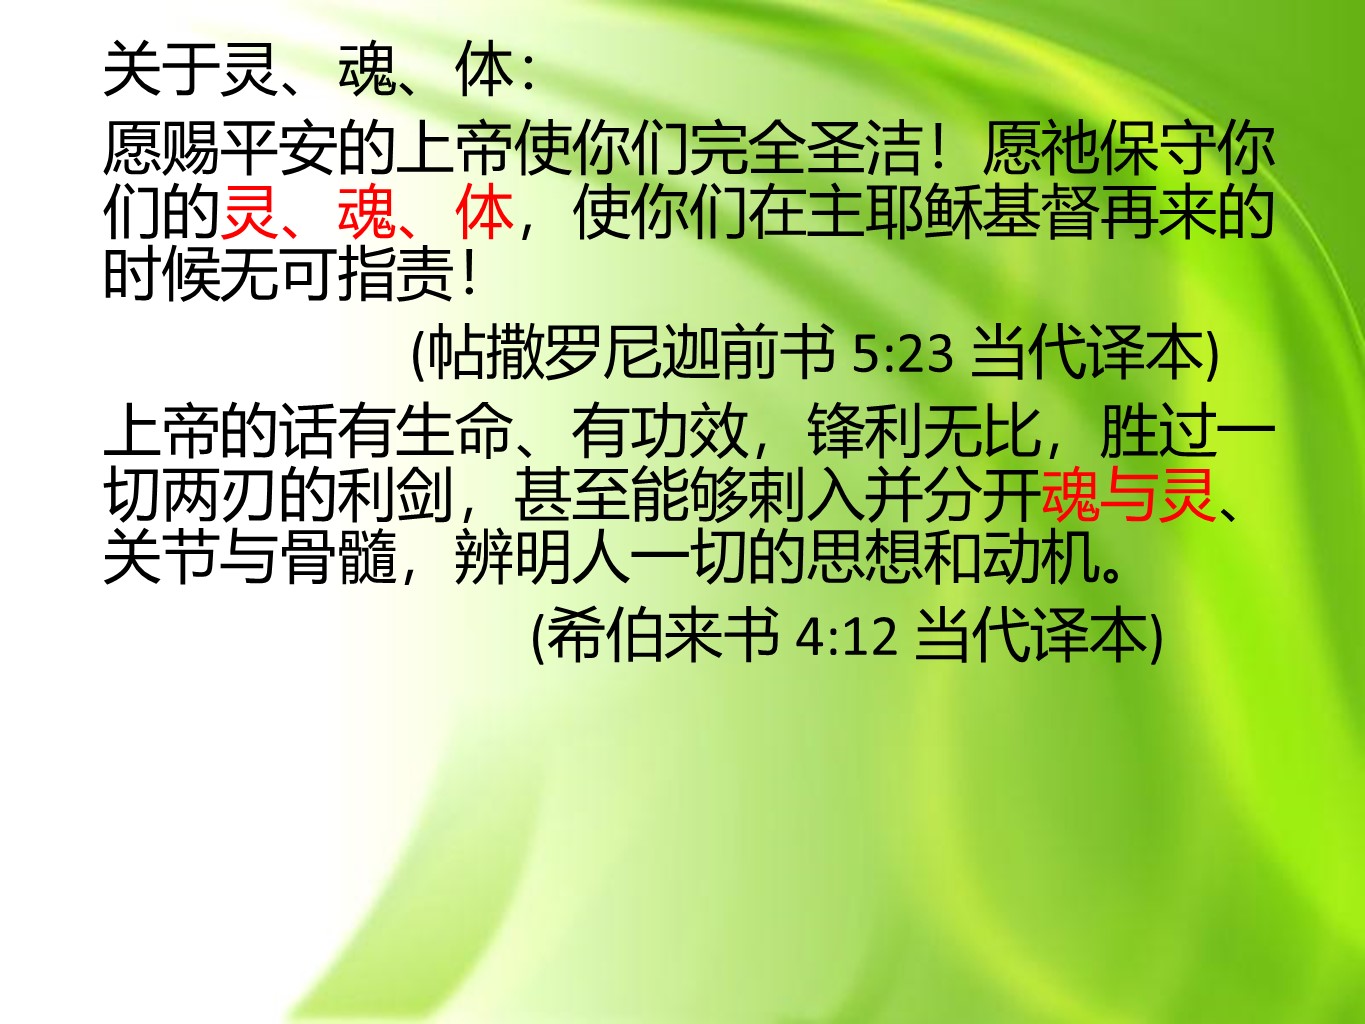 关于灵、魂、体：
愿赐平安的上帝使你们完全圣洁！愿祂保守你
们的灵、魂、体，使你们在主耶稣基督再来的
时候无可指责！
(帖撒罗尼迦前书 5:23 当代译本)
上帝的话有生命、有功效，锋利无比，胜过一
切两刃的利剑，甚至能够刺入并分开魂与灵、
关节与骨髓，辨明人一切的思想和动机。
(希伯来书 4:12 当代译本)